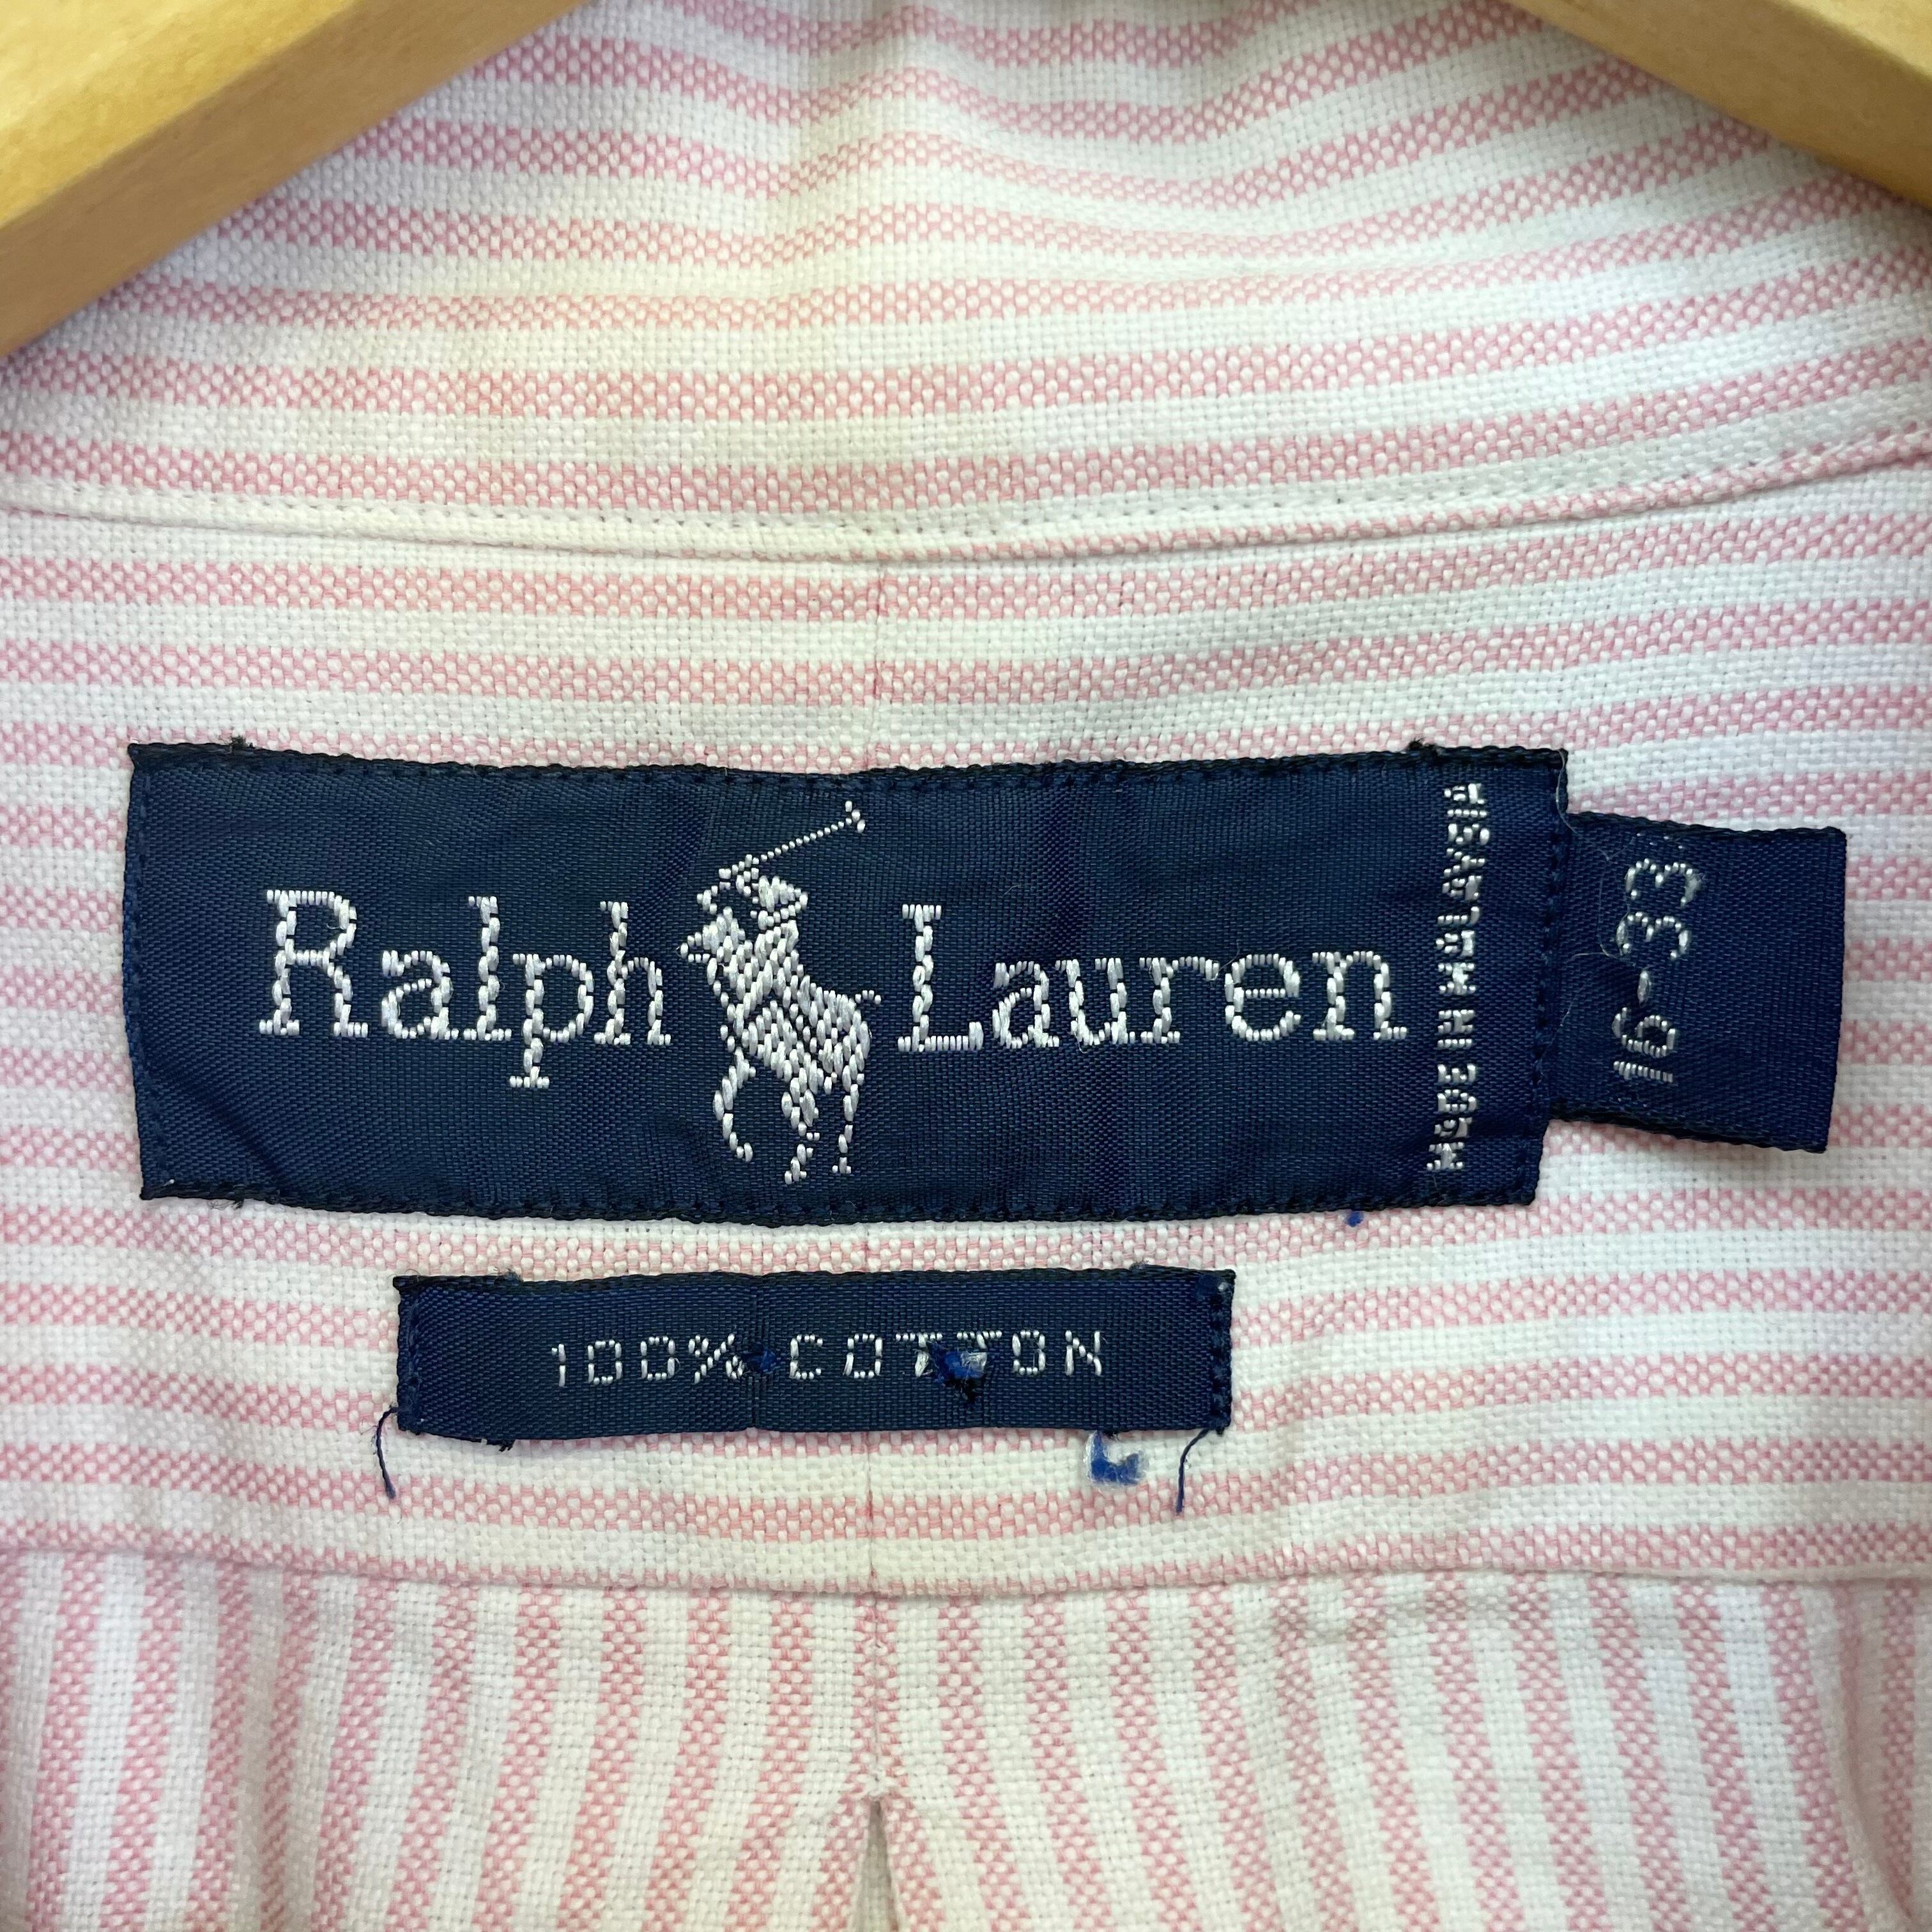 Ralph Lauren
MADE IN MALAYSIA
16-33
100% COTTON